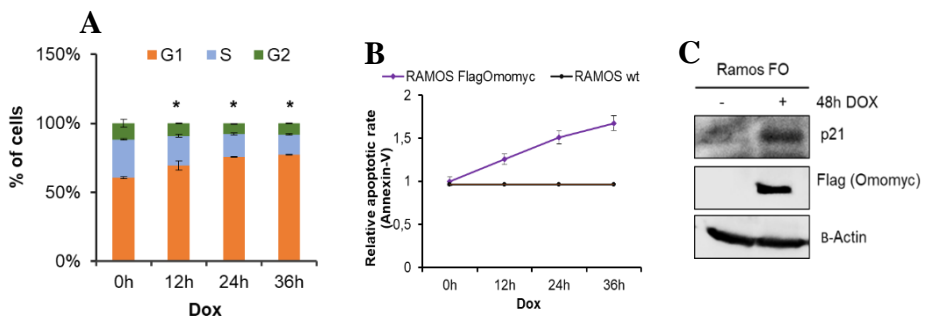 A
G1 S G2
150%
100%
50%
0%
* * *
% of cells
0h 12h 24h 36h
Dox
B
RAMOS FlagOmomyc RAMOS wt
2
1,5
1
0,5
0
Relative apoptotic rate
(Annexin-V)
0h 12h 24h 36h
Dox
C
Ramos FO
- + 48h DOX
p21
Flag (Omomyc)
B-Actin